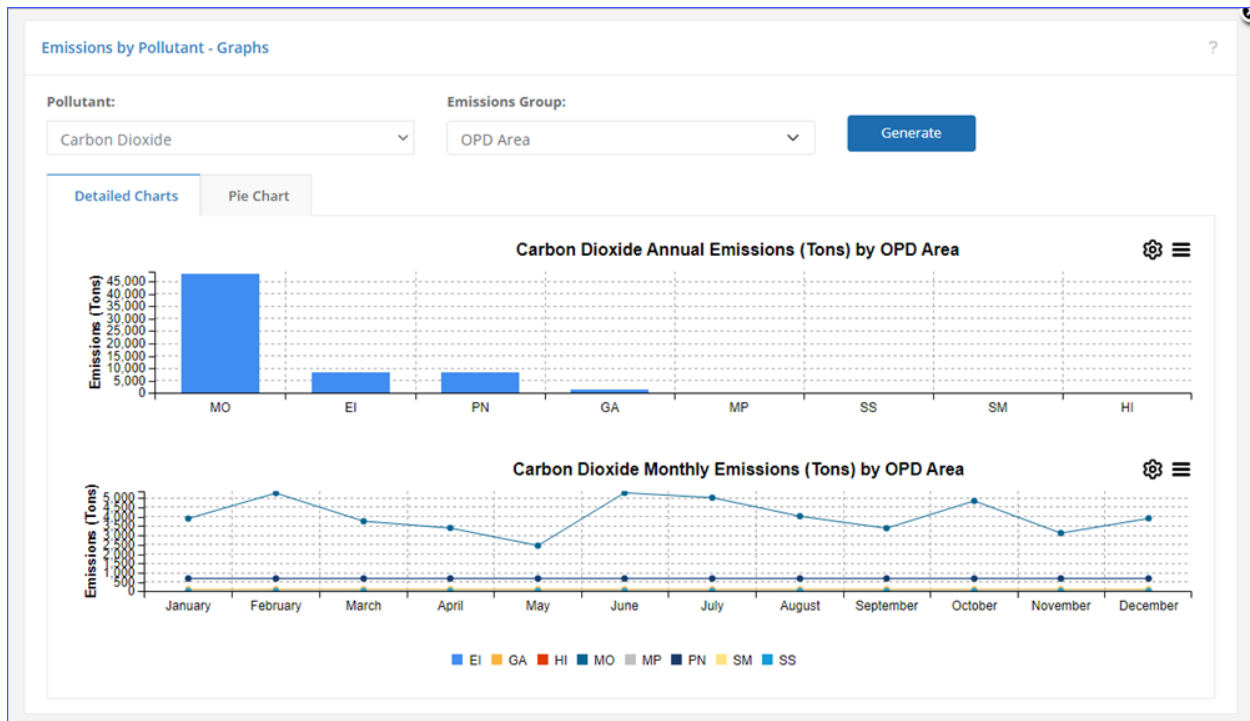 Emissions by Pollutant - Graphs ?
Pollutant: Emissions Group:
Carbon Dioxide OPD Area Generate
Detailed Charts Pie Chart
Carbon Dioxide Annual Emissions (Tons) by OPD Area
Emissions (Tons)
45,000
40,000
35,000
30,000
25,000
20,000
15,000
10,000
5,000
0
MO EI PN GA MP SS SM HI
Carbon Dioxide Monthly Emissions (Tons) by OPD Area
Emissions (Tons)
5,000
4,500
4,000
3,500
3,000
2,500
2,000
1,500
1,000
500
0
January February March April May June July August September October November December
EI GA HI MO MP PN SM SS